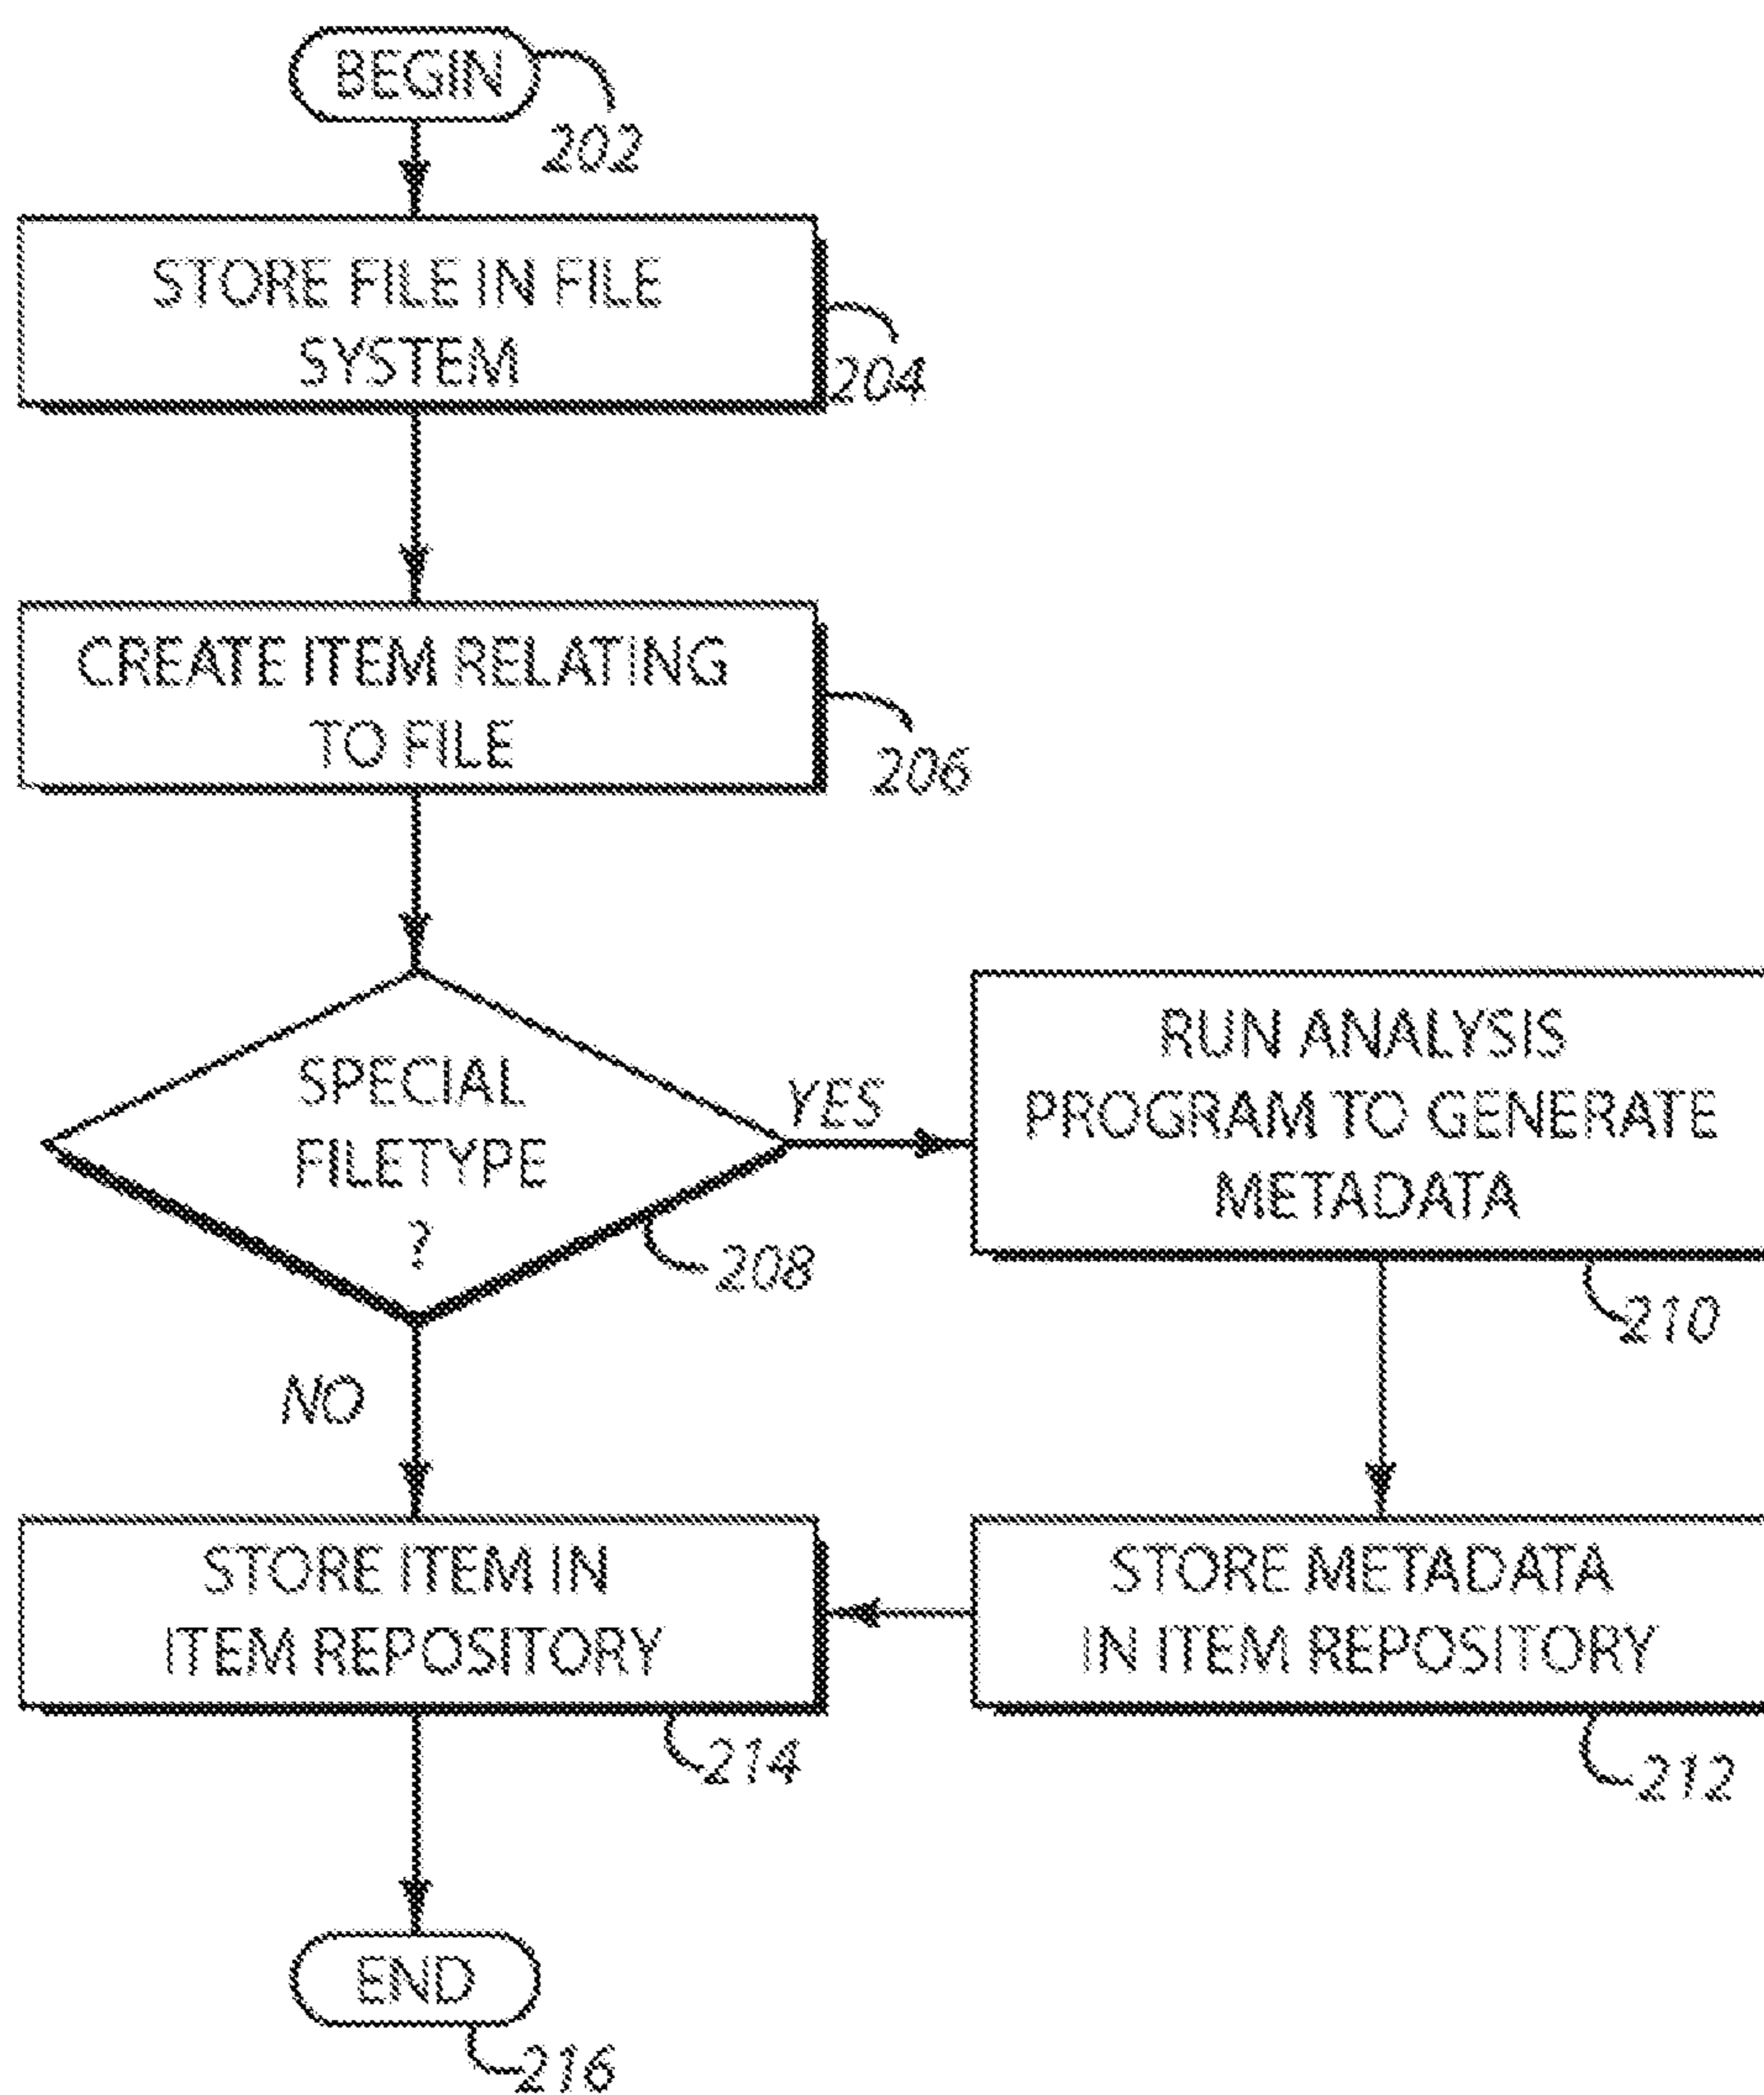 BEGIN
202
STORE FILE IN FILE
SYSTEM
204
CREATE ITEM RELATING
TO FILE
206
SPECIAL
FILETYPE
?
208
YES
NO
RUN ANALYSIS
PROGRAM TO GENERATE
METADATA
210
STORE METADATA
IN ITEM REPOSITORY
212
STORE ITEM IN
ITEM REPOSITORY
214
END
216